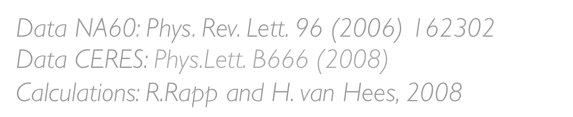 Data NA60: Phys. Rev. Lett. 96 (2006) 162302
Data CERES: Phys.Lett. B666 (2008)
Calculations: R.Rapp and H. van Hees, 2008